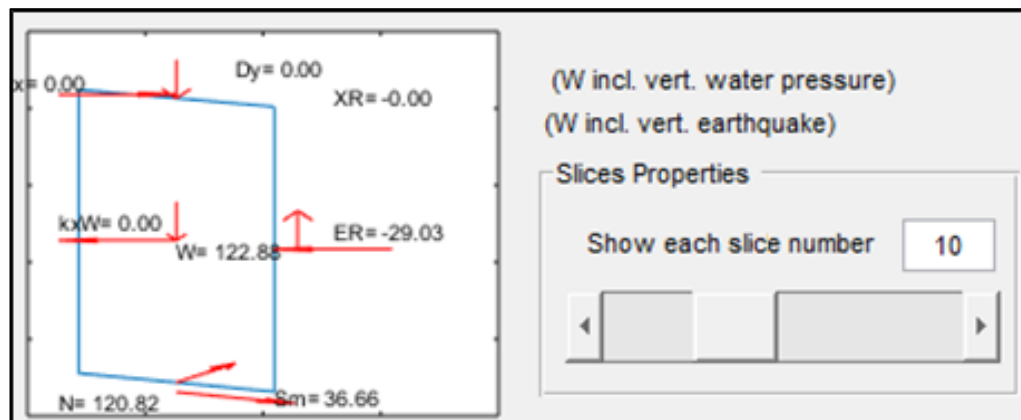 x= 0.00
Dy= 0.00
XR= -0.00
kxW= 0.00
W= 122.88
ER= -29.03
N= 120.82
Sm= 36.66
(W incl. vert. water pressure)
(W incl. vert. earthquake)
Slices Properties
Show each slice number 10